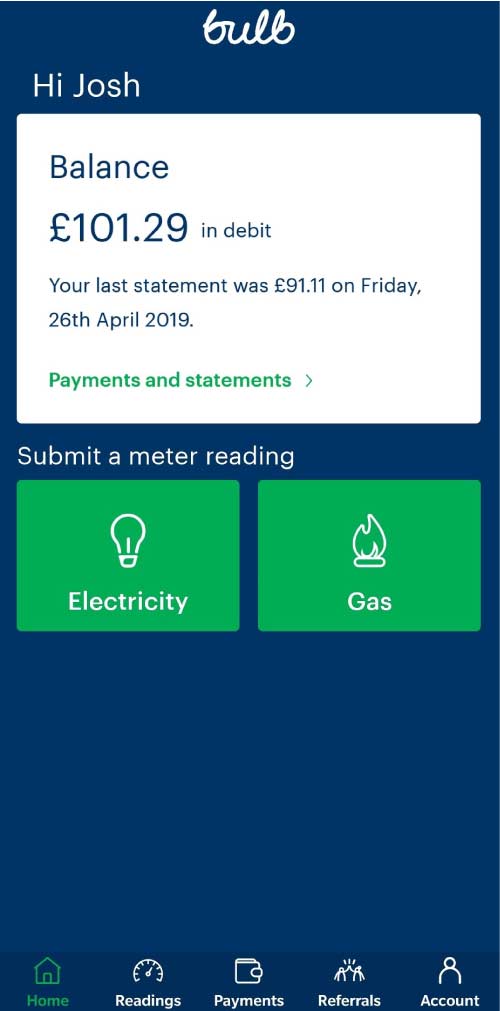 bulb
Hi Josh
Balance
£101.29 in debit
Your last statement was £91.11 on Friday,
26th April 2019.
Payments and statements
Submit a meter reading
Electricity Gas
Home Readings Payments Referrals Account